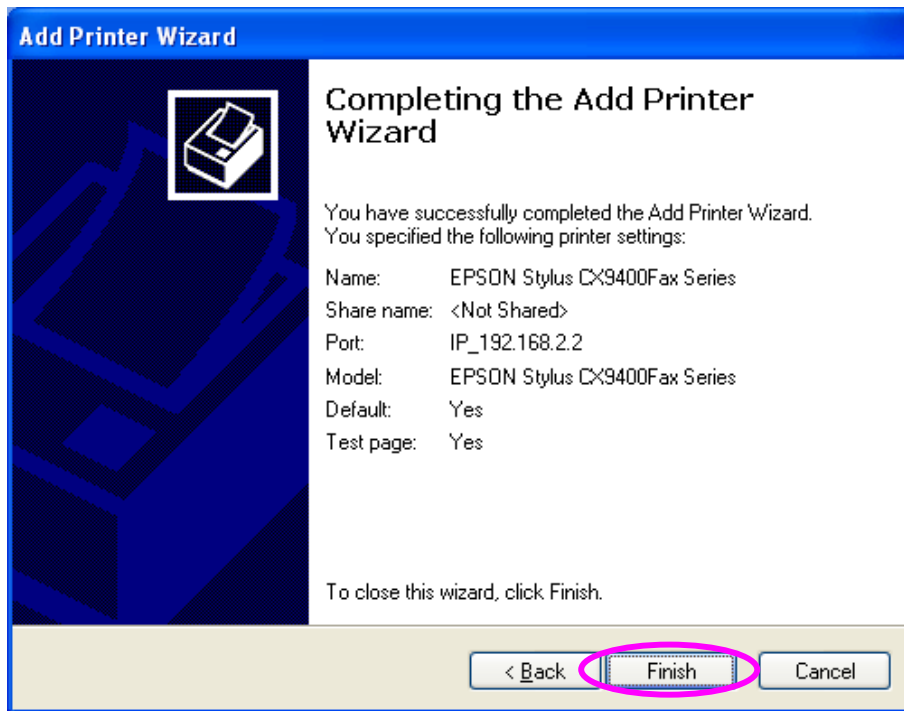 Add Printer Wizard
Completing the Add Printer
Wizard
You have successfully completed the Add Printer Wizard.
You specified the following printer settings:
Name: EPSON Stylus CX9400Fax Series
Share name: <Not Shared>
Port: IP_192.168.2.2
Model: EPSON Stylus CX9400Fax Series
Default: Yes
Test page: Yes
To close this wizard, click Finish.
< Back Finish Cancel